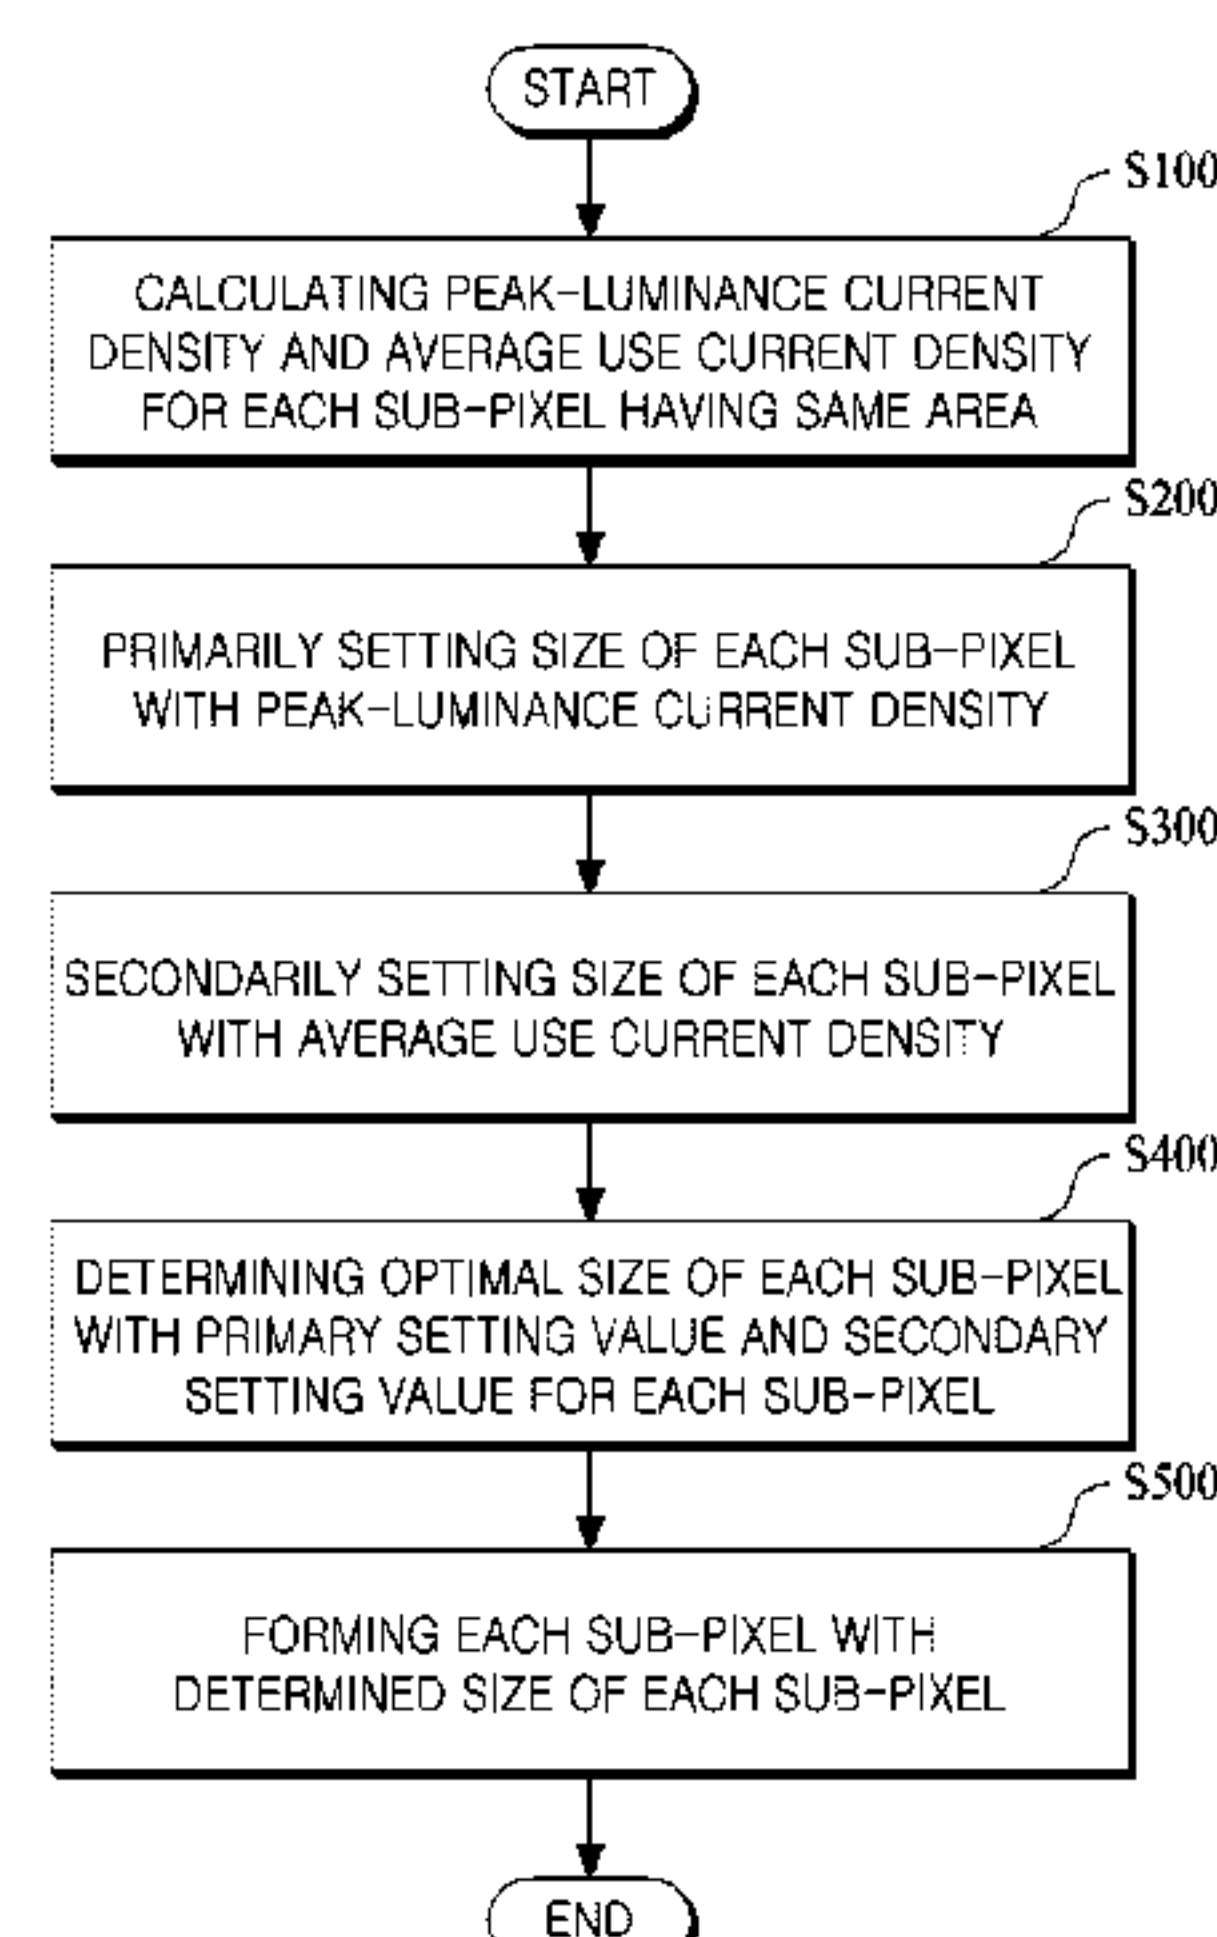 START
S100
CALCULATING PEAK-LUMINANCE CURRENT
DENSITY AND AVERAGE USE CURRENT DENSITY
FOR EACH SUB-PIXEL HAVING SAME AREA
S200
PRIMARILY SETTING SIZE OF EACH SUB-PIXEL
WITH PEAK-LUMINANCE CURRENT DENSITY
S300
SECONDARILY SETTING SIZE OF EACH SUB-PIXEL
WITH AVERAGE USE CURRENT DENSITY
S400
DETERMINING OPTIMAL SIZE OF EACH SUB-PIXEL
WITH PRIMARY SETTING VALUE AND SECONDARY
SETTING VALUE FOR EACH SUB-PIXEL
S500
FORMING EACH SUB-PIXEL WITH
DETERMINED SIZE OF EACH SUB-PIXEL
END